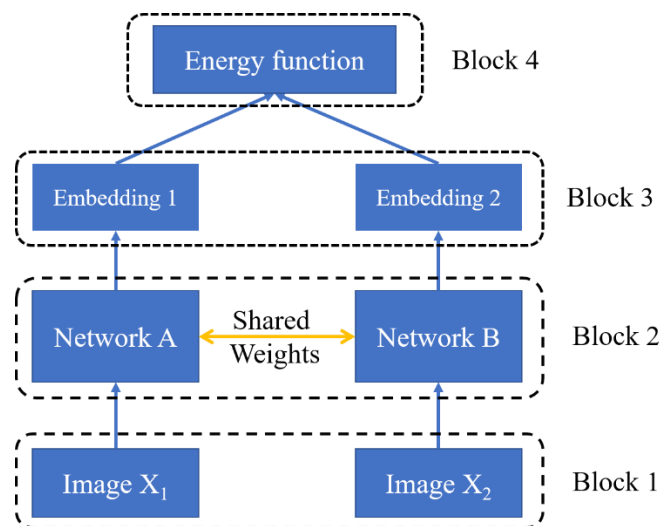 Energy function
Block 4
Embedding 1
Embedding 2
Block 3
Network A
Shared
Weights
Network B
Block 2
Image X₁
Image X₂
Block 1